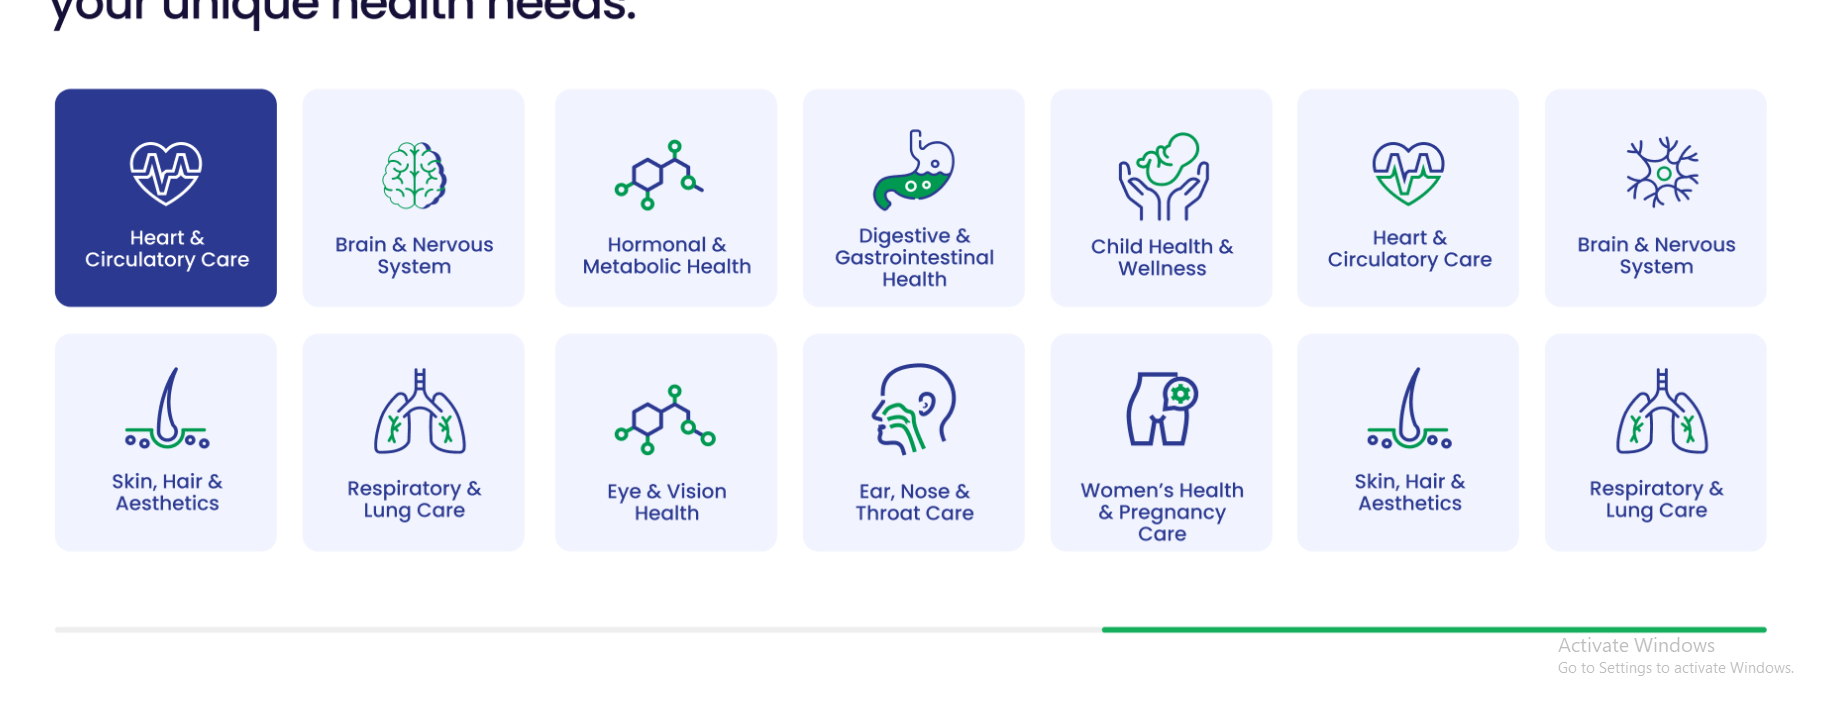 your unique health needs.
Heart &
Circulatory Care
Brain & Nervous
System
Hormonal &
Metabolic Health
Digestive &
Gastrointestinal
Health
Child Health &
Wellness
Heart &
Circulatory Care
Brain & Nervous
System
Skin, Hair &
Aesthetics
Respiratory &
Lung Care
Eye & Vision
Health
Ear, Nose &
Throat Care
Women’s Health
& Pregnancy
Care
Skin, Hair &
Aesthetics
Respiratory &
Lung Care
Activate Windows
Go to Settings to activate Windows.